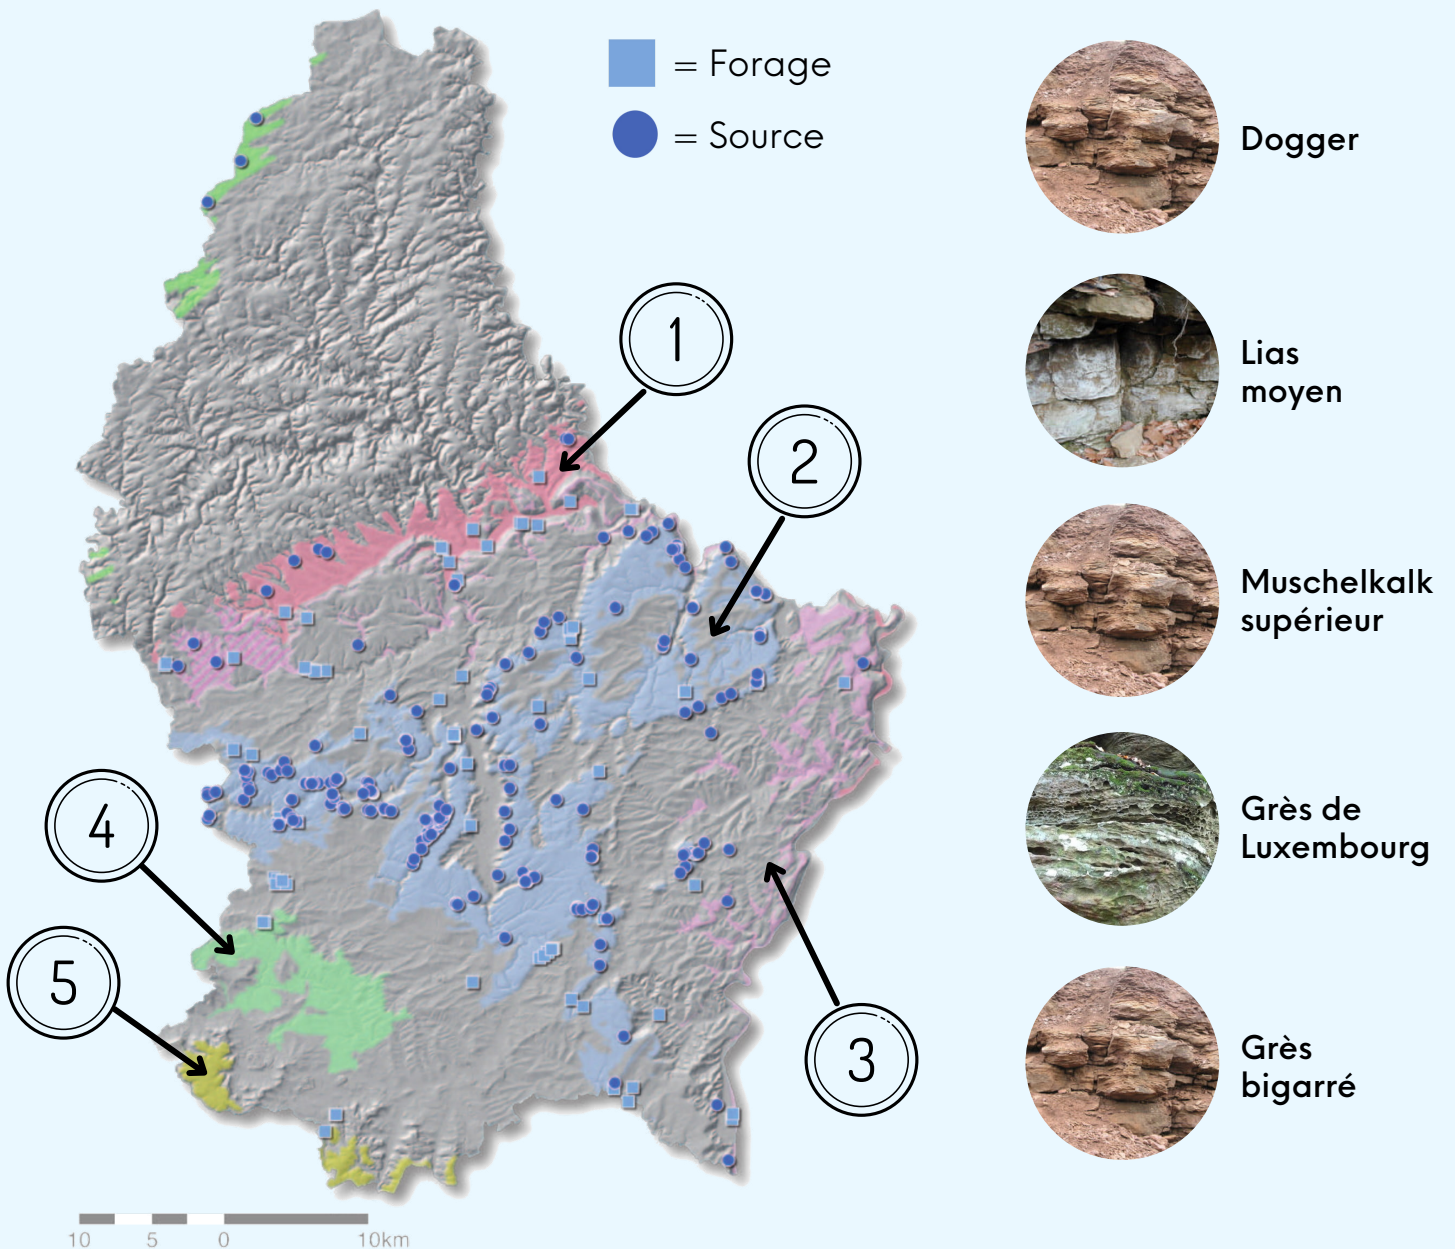 = Forage
= Source
Dogger
Lias
moyen
Muschelkalk
supérieur
Grès de
Luxembourg
Grès
bigarré
1
2
3
4
5
10 5 0 10km